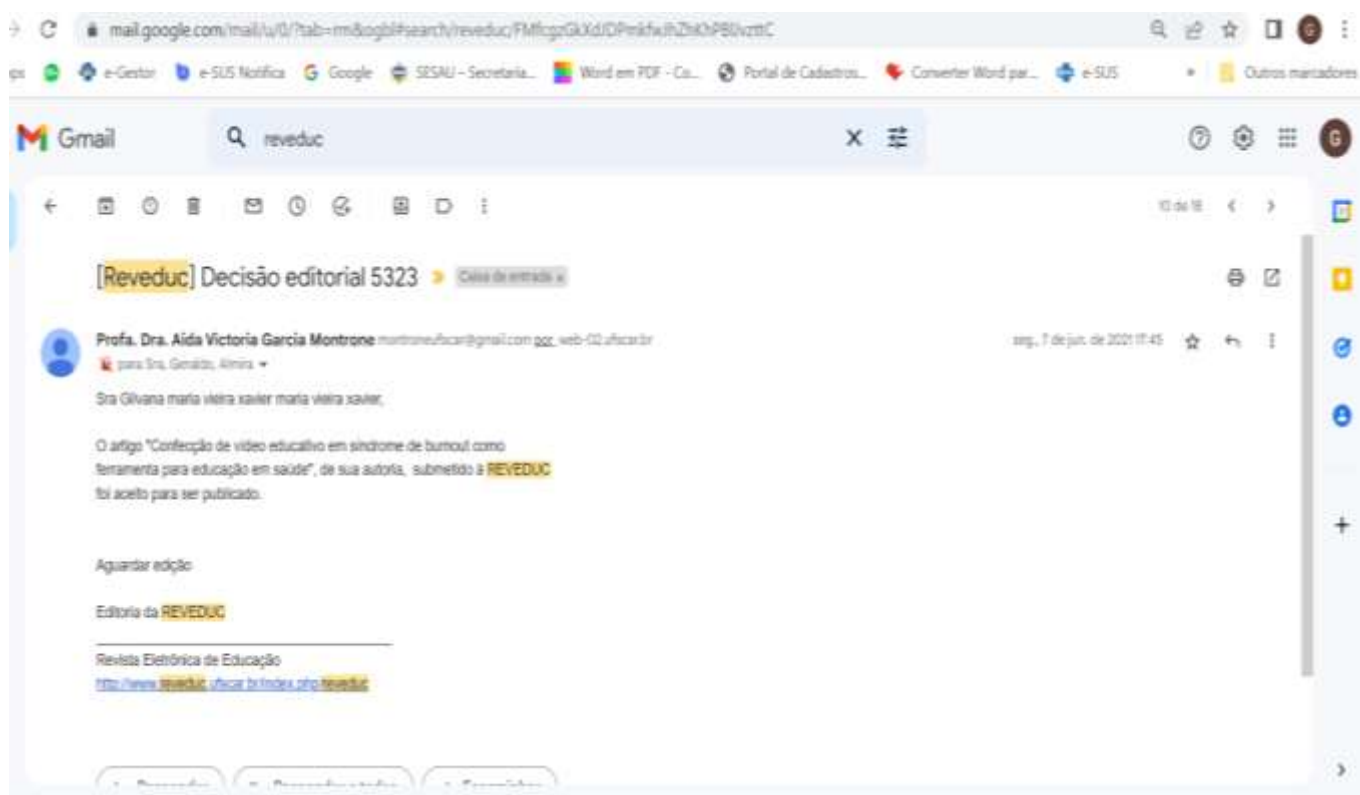 mail.google.com/mail/u/0/?tab=rm&ogbl#search/reveduc/
e-Gestor e-SUS Notifica Google SESAU - Secretaria... Word em PDF - Co... Portal de Cadastros... Converter Word par... e-SUS » Outros marcadores
Gmail reveduc G
10 de 18
[Reveduc] Decisão editorial 5323 Caixa de entrada x
Profa. Dra. Aida Victoria Garcia Montrone montrone.ufscar@gmail.com por web-02.ufscar.br seg., 7 de jun. de 2021 17:45
para Sra, Geraldo, Almira
Sra Gilvana maria vieira xavier maria vieira xavier,
O artigo "Confecção de vídeo educativo em síndrome de burnout como
ferramenta para educação em saúde", de sua autoria, submetido à REVEDUC
foi aceito para ser publicado.
Aguardar edição
Editoria da REVEDUC
Revista Eletrônica de Educação
http://www.reveduc.ufscar.br/index.php/reveduc